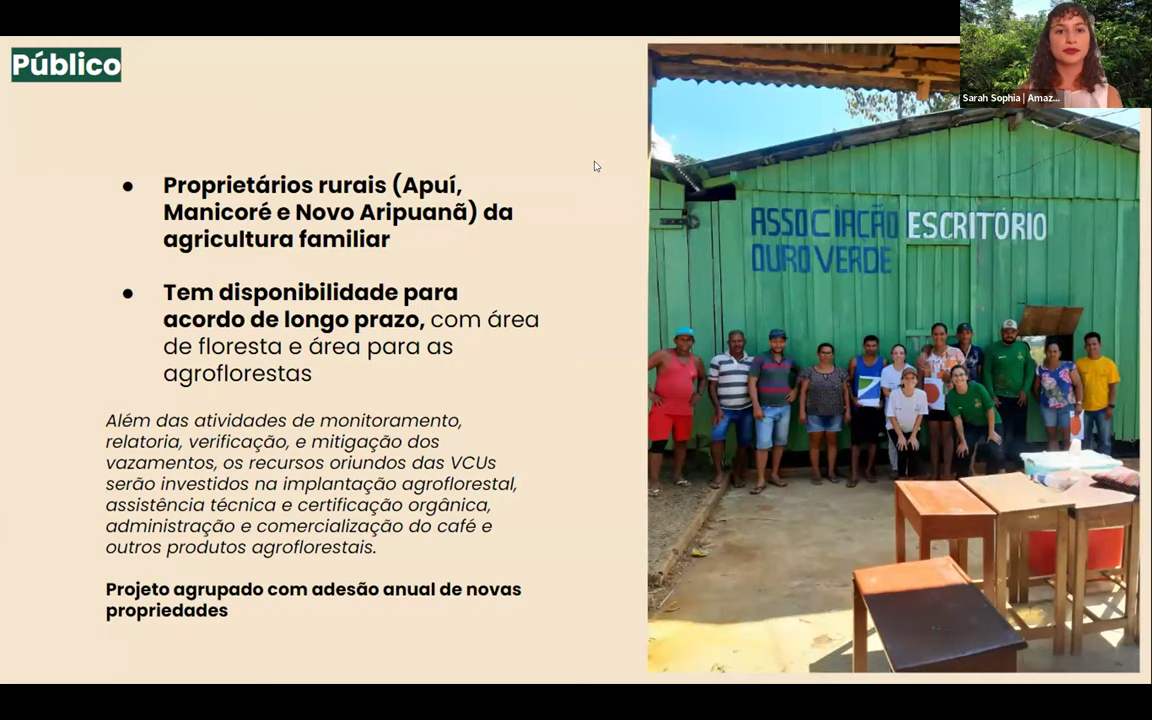 Público
Sarah Sophia | Amaz...
Proprietários rurais (Apuí,
Manicoré e Novo Aripuanã) da
agricultura familiar
Tem disponibilidade para
acordo de longo prazo, com área
de floresta e área para as
agroflorestas
Além das atividades de monitoramento,
relatoria, verificação, e mitigação dos
vazamentos, os recursos oriundos das VCUs
serão investidos na implantação agroflorestal,
assistência técnica e certificação orgânica,
administração e comercialização do café e
outros produtos agroflorestais.
Projeto agrupado com adesão anual de novas
propriedades
ASSOCIAÇÃO ESCRITÓRIO
OURO VERDE